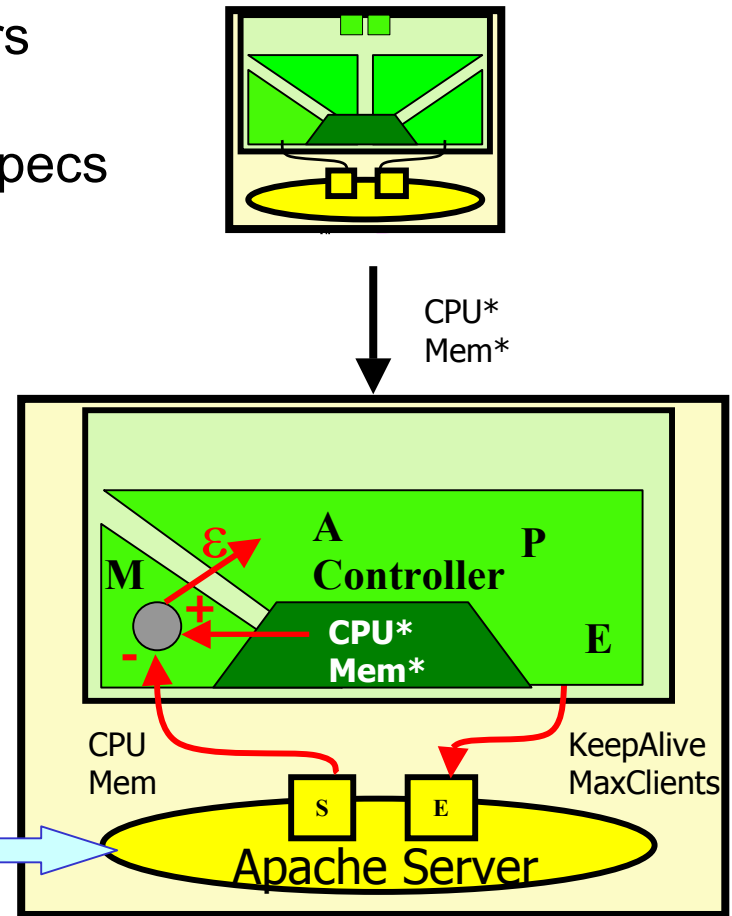 rs
pecs
CPU*
Mem*
ε
A
P
M
Controller
+
CPU*
Mem*
E
-
CPU
Mem
KeepAlive
MaxClients
S
E
Apache Server